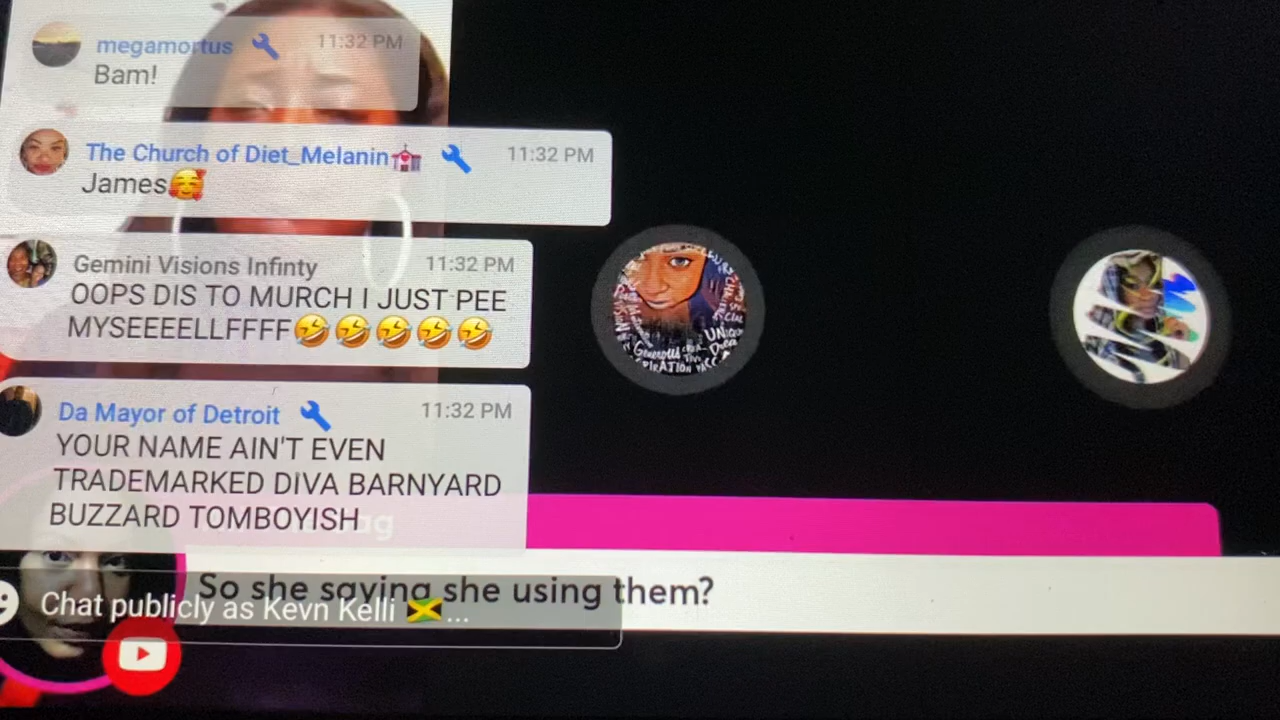 megamortus 11:32 PM
Bam!
The Church of Diet_Melanin 11:32 PM
James🥰
Gemini Visions Infinty 11:32 PM
OOPS DIS TO MURCH I JUST PEE
MYSEEEELLFFFF🤣🤣🤣🤣🤣
Da Mayor of Detroit 11:32 PM
YOUR NAME AIN'T EVEN
TRADEMARKED DIVA BARNYARD
BUZZARD TOMBOYISH
So she saying she using them?
Chat publicly as Kevn Kelli 🇯🇲...
UNIQUE
Generous